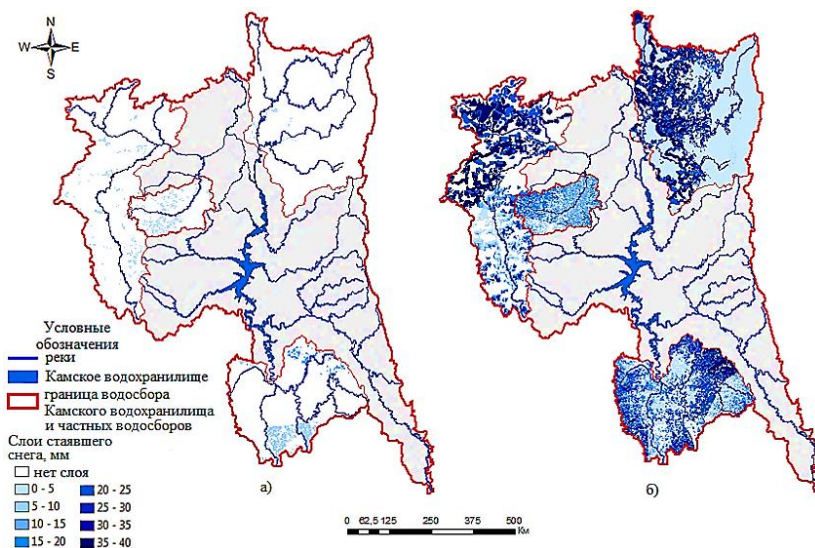 N
W E
S
Условные
обозначения
реки
Камское водохранилище
граница водосбора
Камского водохранилища
и частных водосборов
Слои стаявшего
снега, мм
нет слоя
0 - 5 20 - 25
5 - 10 25 - 30
10 - 15 30 - 35
15 - 20 35 - 40
а) б)
0 62,5 125 250 375 500
Км